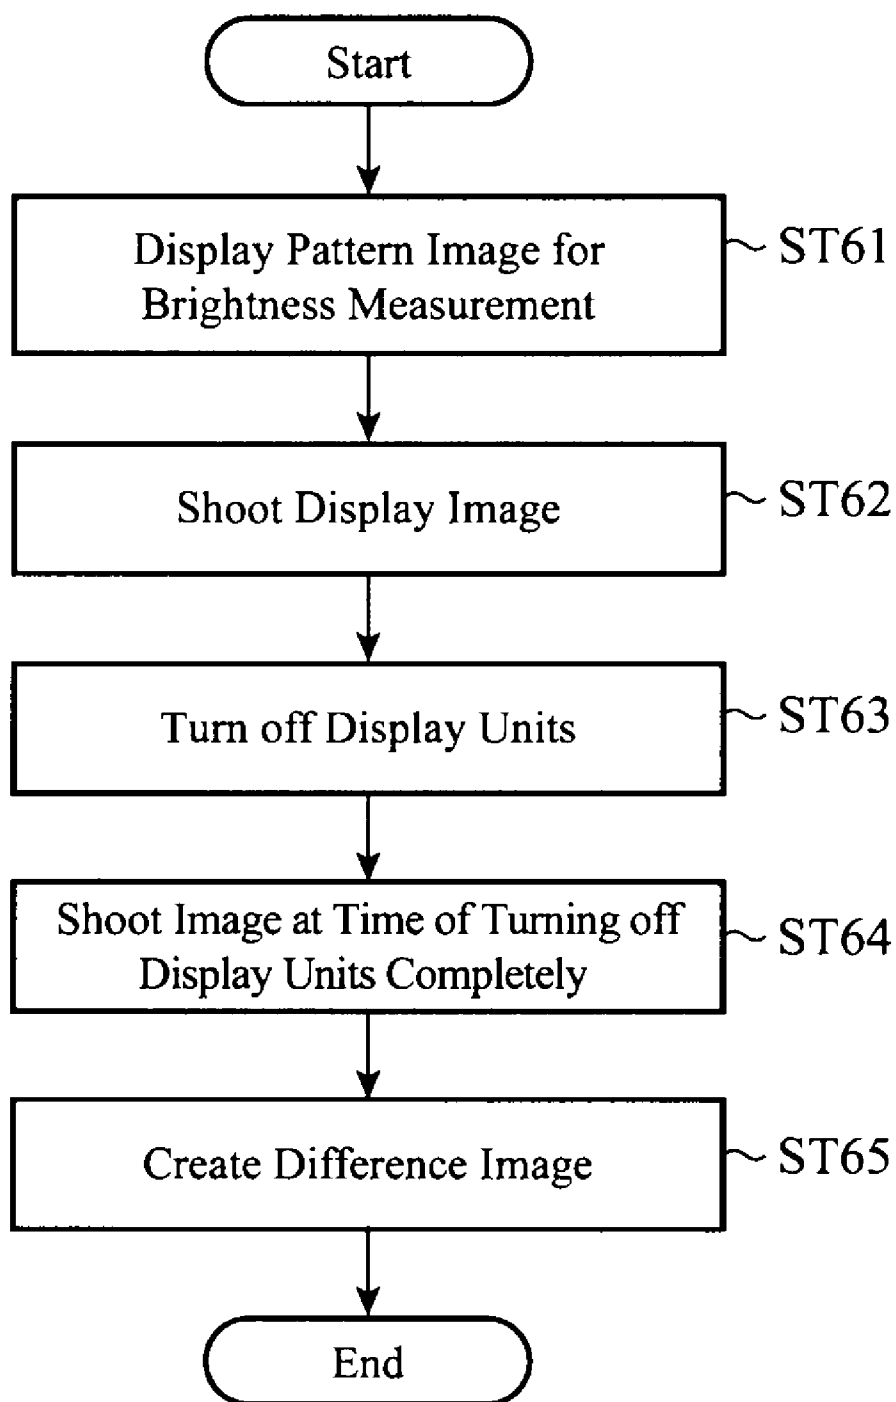 Start
Display Pattern Image for
Brightness Measurement
ST61
Shoot Display Image
ST62
Turn off Display Units
ST63
Shoot Image at Time of Turning off
Display Units Completely
ST64
Create Difference Image
ST65
End